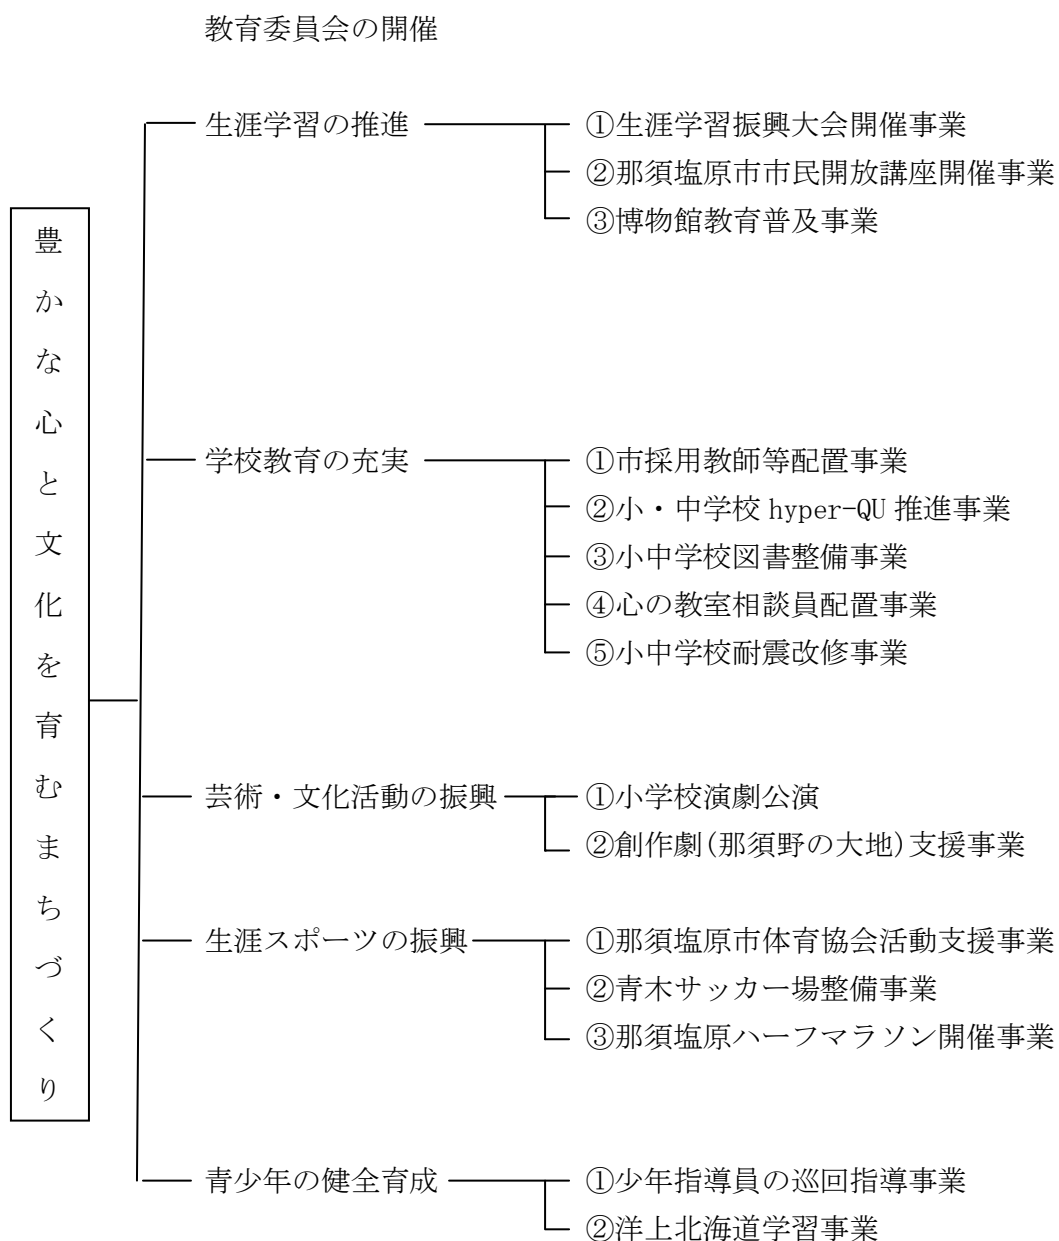 教育委員会の開催
豊かな心と文化を育むまちづくり
生涯学習の推進
①生涯学習振興大会開催事業
②那須塩原市市民開放講座開催事業
③博物館教育普及事業
学校教育の充実
①市採用教師等配置事業
②小・中学校 hyper-QU 推進事業
③小中学校図書整備事業
④心の教室相談員配置事業
⑤小中学校耐震改修事業
芸術・文化活動の振興
①小学校演劇公演
②創作劇(那須野の大地)支援事業
生涯スポーツの振興
①那須塩原市体育協会活動支援事業
②青木サッカー場整備事業
③那須塩原ハーフマラソン開催事業
青少年の健全育成
①少年指導員の巡回指導事業
②洋上北海道学習事業